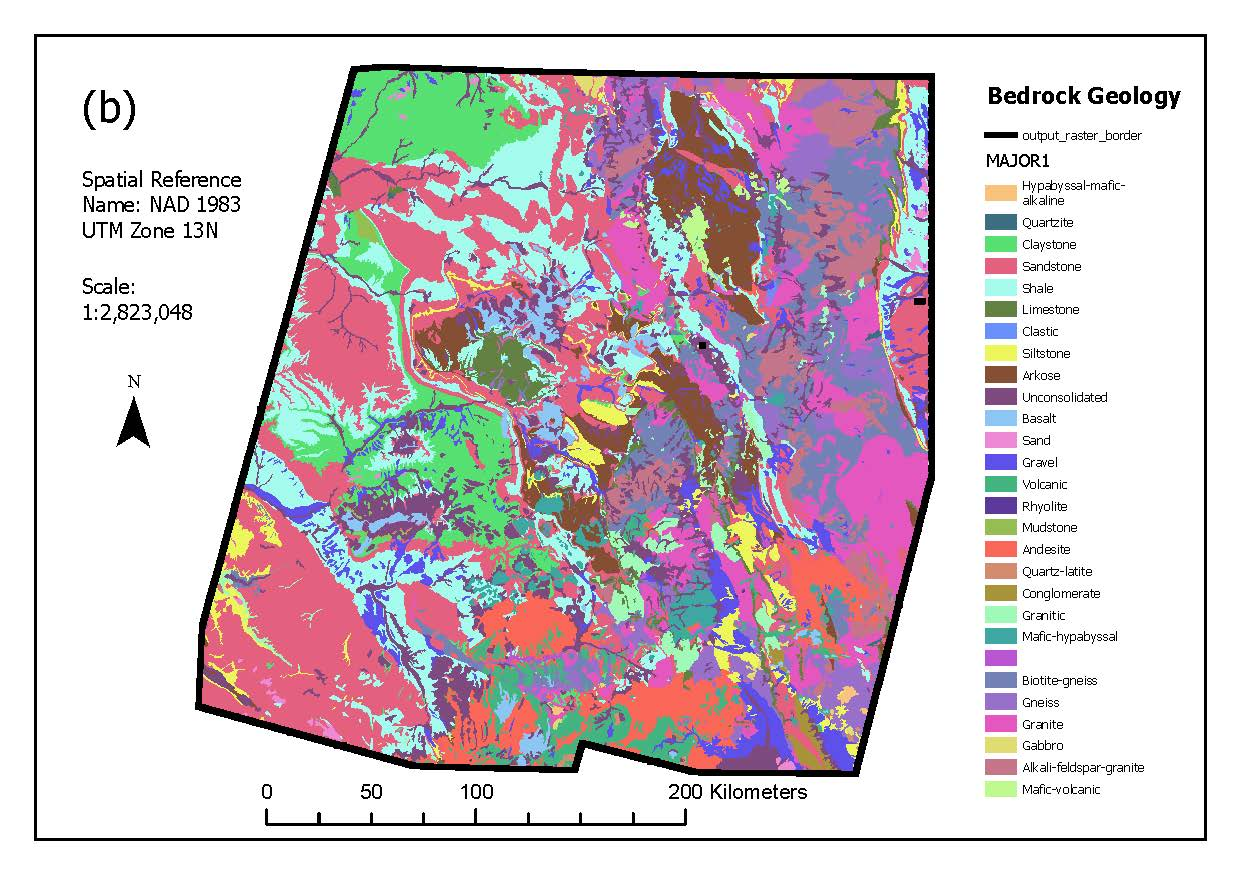 (b)
Spatial Reference
Name: NAD 1983
UTM Zone 13N
Scale:
1:2,823,048
N
0 50 100 200 Kilometers
Bedrock Geology
output_raster_border
MAJOR1
Hypabyssal-mafic-
alkaline
Quartzite
Claystone
Sandstone
Shale
Limestone
Clastic
Siltstone
Arkose
Unconsolidated
Basalt
Sand
Gravel
Volcanic
Rhyolite
Mudstone
Andesite
Quartz-latite
Conglomerate
Granitic
Mafic-hypabyssal
Biotite-gneiss
Gneiss
Granite
Gabbro
Alkali-feldspar-granite
Mafic-volcanic